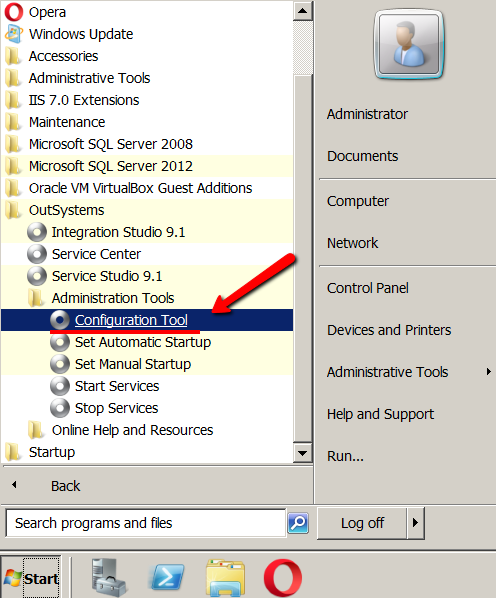 Opera
Windows Update
Accessories
Administrative Tools
IIS 7.0 Extensions
Maintenance
Microsoft SQL Server 2008
Microsoft SQL Server 2012
Oracle VM VirtualBox Guest Additions
OutSystems
Integration Studio 9.1
Service Center
Service Studio 9.1
Administration Tools
Configuration Tool
Set Automatic Startup
Set Manual Startup
Start Services
Stop Services
Online Help and Resources
Startup
Back
Search programs and files
Administrator
Documents
Computer
Network
Control Panel
Devices and Printers
Administrative Tools
Help and Support
Run...
Log off
Start